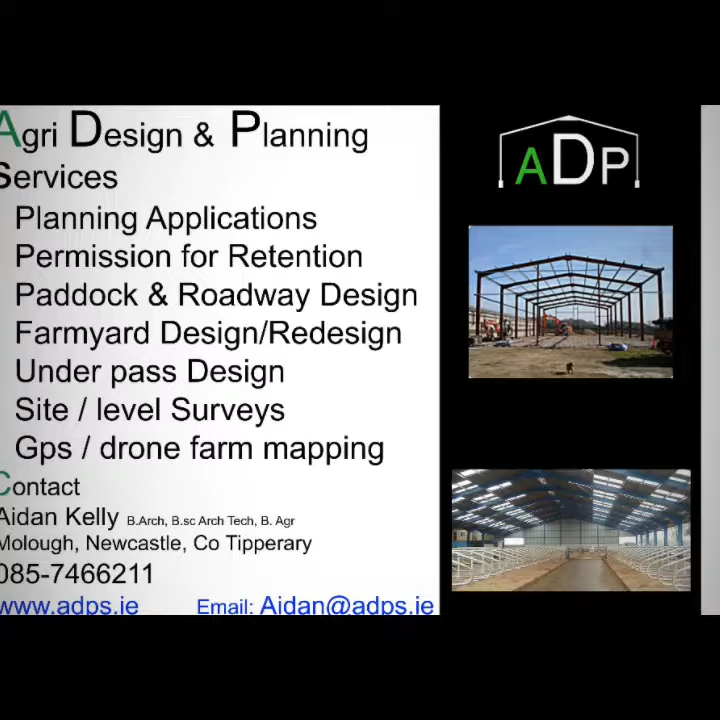 Agri Design & Planning
Services
Planning Applications
Permission for Retention
Paddock & Roadway Design
Farmyard Design/Redesign
Under pass Design
Site / level Surveys
Gps / drone farm mapping
Contact
Aidan Kelly B.Arch, B.sc Arch Tech, B. Agr
Molough, Newcastle, Co Tipperary
085-7466211
www.adps.ie Email: Aidan@adps.ie
ADP